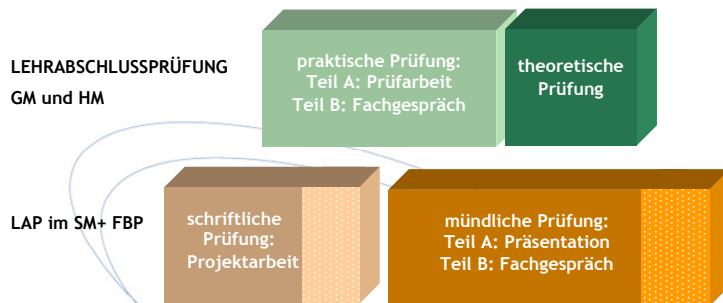 LEHRABSCHLUSSPRÜFUNG
GM und HM
praktische Prüfung:
Teil A: Prüfarbeit
Teil B: Fachgespräch
theoretische
Prüfung
LAP im SM+ FBP
schriftliche
Prüfung:
Projektarbeit
mündliche Prüfung:
Teil A: Präsentation
Teil B: Fachgespräch